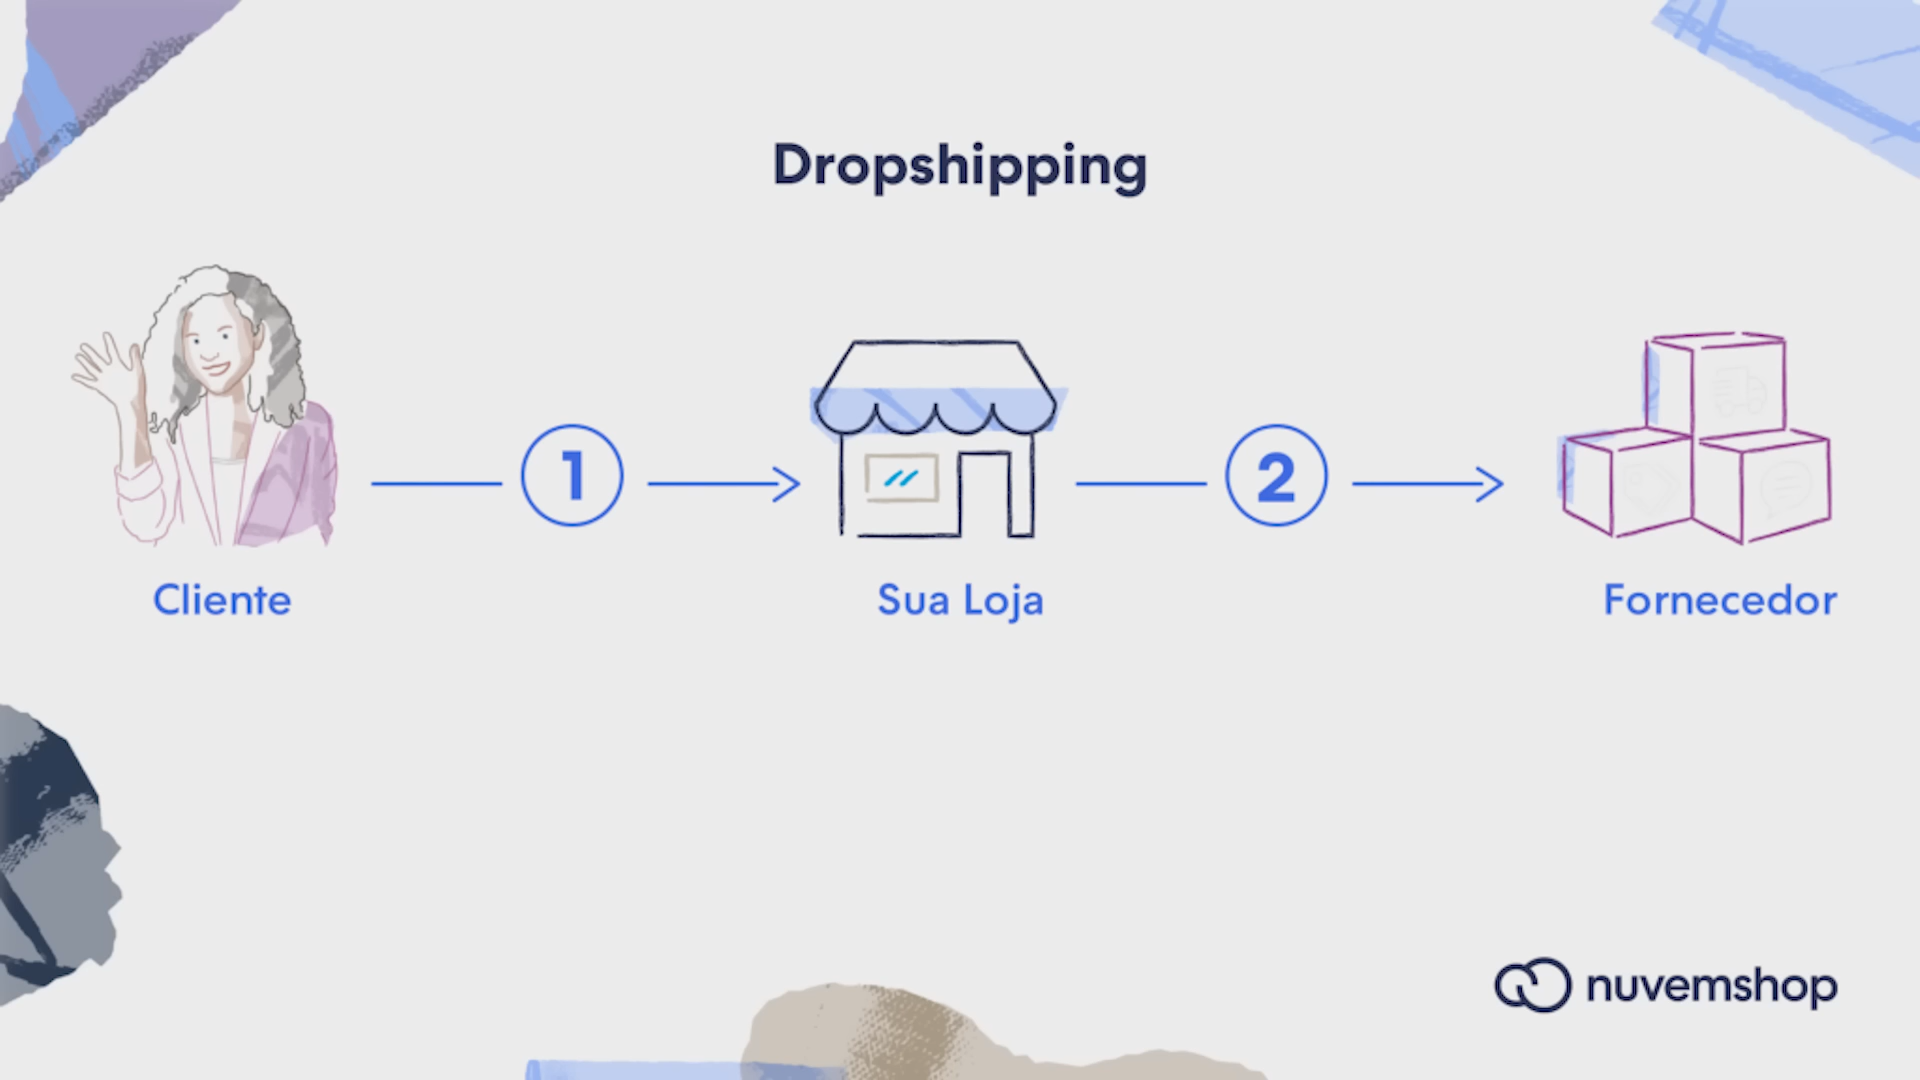 Dropshipping
1
2
Cliente
Sua Loja
Fornecedor
nuvemshop